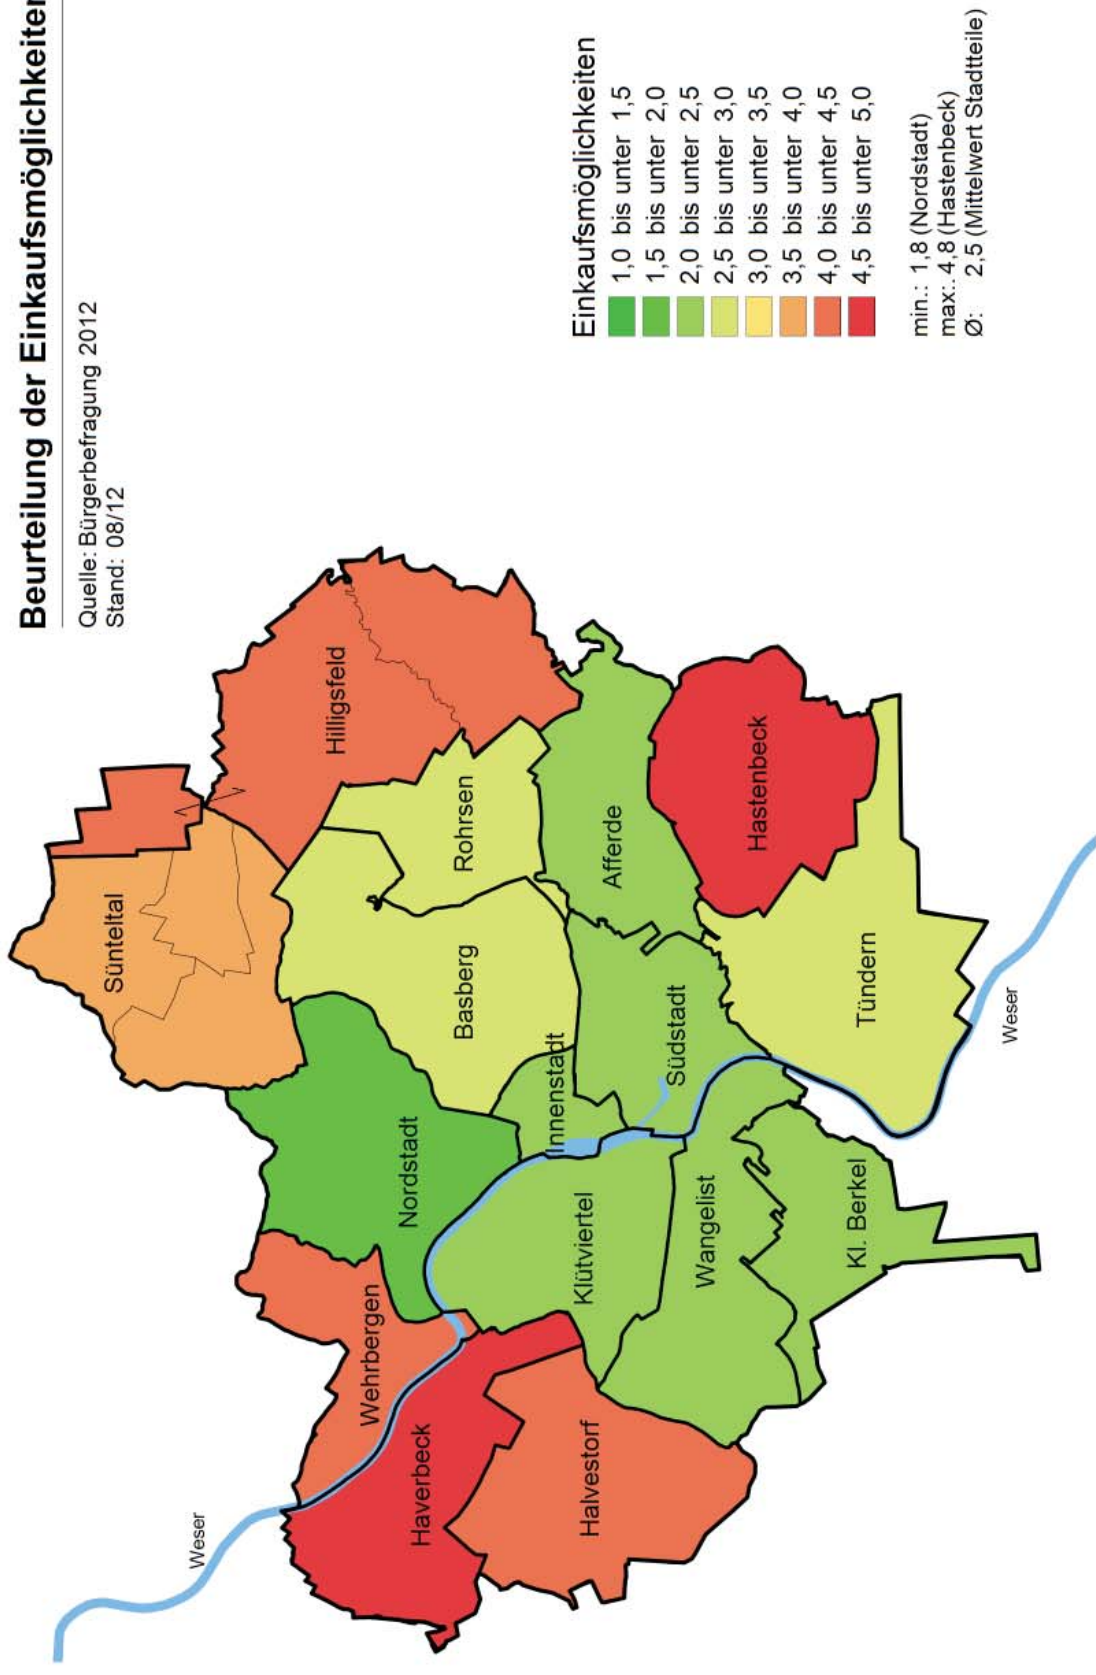 Beurteilung der Einkaufsmöglichkeiten
Quelle: Bürgerbefragung 2012
Stand: 08/12
Weser
Haverbeck
Wehrbergen
Halvestorf
Nordstadt
Klütviertel
Wangelist
Kl. Berkel
Innenstadt
Südstadt
Basberg
Sünteltal
Rohrsen
Hilligsfeld
Afferde
Hastenbeck
Tündern
Weser
Einkaufsmöglichkeiten
1,0 bis unter 1,5
1,5 bis unter 2,0
2,0 bis unter 2,5
2,5 bis unter 3,0
3,0 bis unter 3,5
3,5 bis unter 4,0
4,0 bis unter 4,5
4,5 bis unter 5,0
min.: 1,8 (Nordstadt)
max:. 4,8 (Hastenbeck)
Ø: 2,5 (Mittelwert Stadtteile)